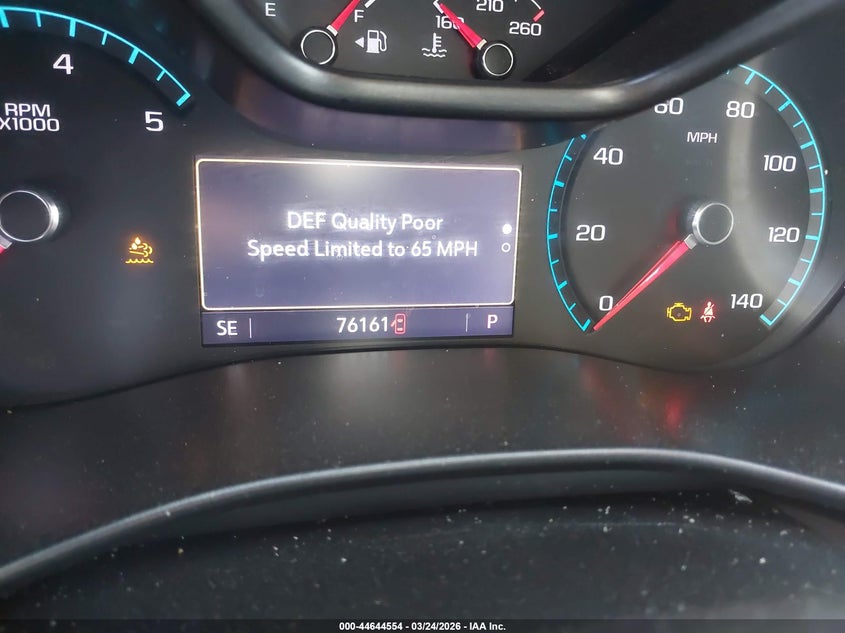 E
F
160
210
260
4
5
RPM
X1000
DEF Quality Poor
Speed Limited to 65 MPH
SE
76161
P
0
20
40
60
80
100
120
140
MPH
000-44644554 - 03/24/2026 - IAA Inc.